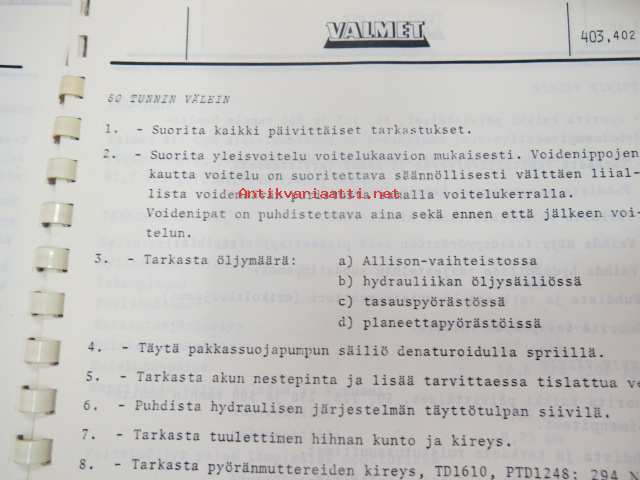 VALMET
403,402
50 TUNNIN VÄLEIN
1. - Suorita kaikki päivittäiset tarkastukset.
2. - Suorita yleisvoitelu voitelukaavion mukaisesti. Voidenippojen
kautta voitelu on suoritettava säännöllisesti välttäen liial-
lista voidemäärää voitelukerralla.
Antikvariaatti.net
Voidenipat on puhdistettava aina sekä ennen että jälkeen voi-
telun.
3. - Tarkasta öljymäärä: a) Allison-vaihteistossa
b) hydrauliikan öljysäiliössä
c) tasauspyörästössä
d) planeettapyörästöissä
4. - Täytä pakkassuojapumpun säiliö denaturoidulla spriillä.
5. - Tarkasta akun nestepinta ja lisää tarvittaessa tislattua ve
6. - Puhdista hydraulisen järjestelmän täyttötulpan siivilä.
7. - Tarkasta tuulettimen hihnan kunto ja kireys.
8. - Tarkasta pyöränmuttereiden kireys, TD1610, PTD1248: 294 N